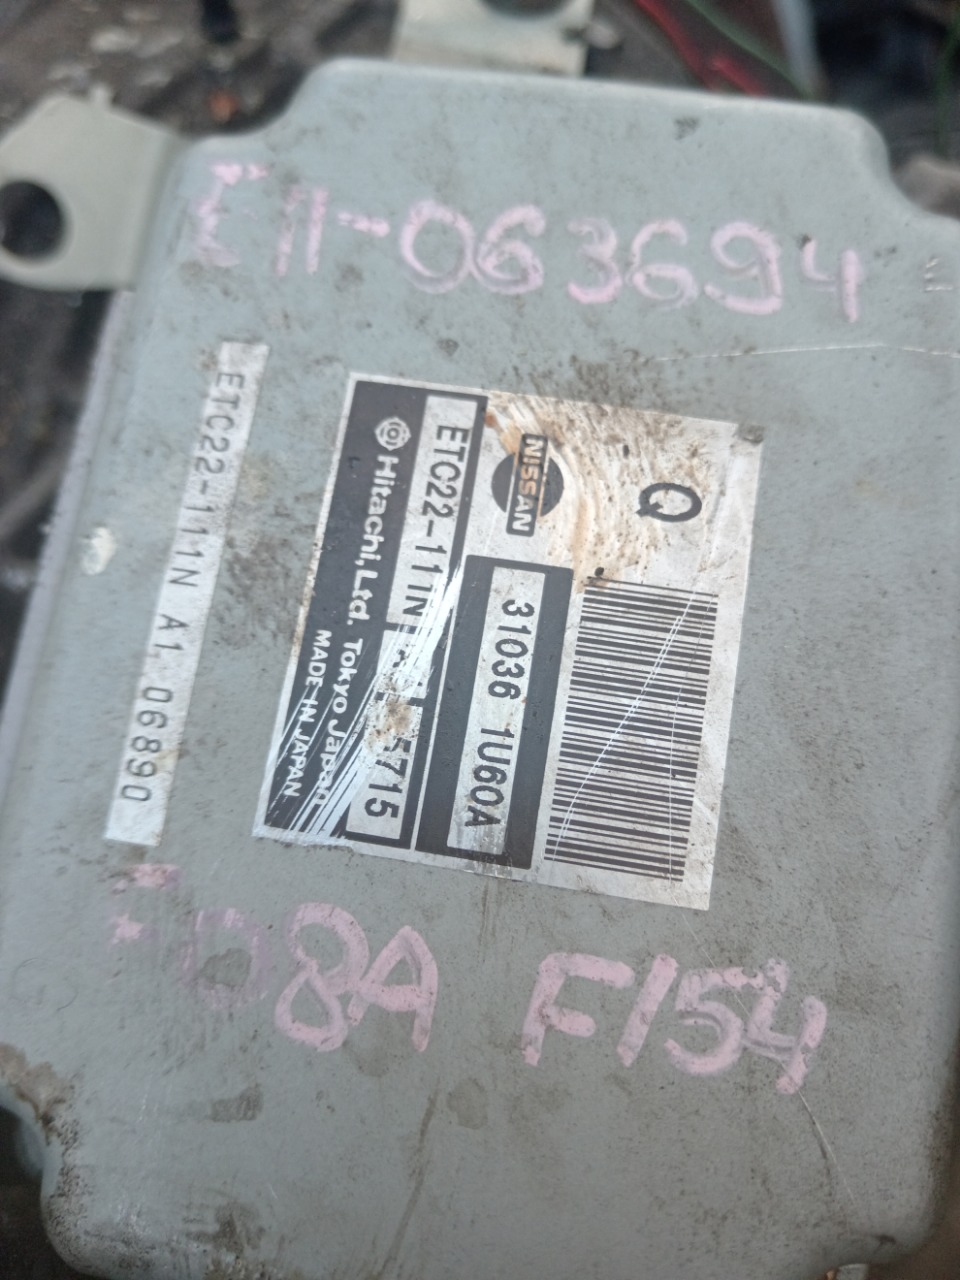 E11-063694
ETC22-111N A1 06890
Q
NISSAN
31036 1U60A
ETC22-111N 5715
Hitachi, Ltd. Tokyo Japan
MADE IN JAPAN
08A F154